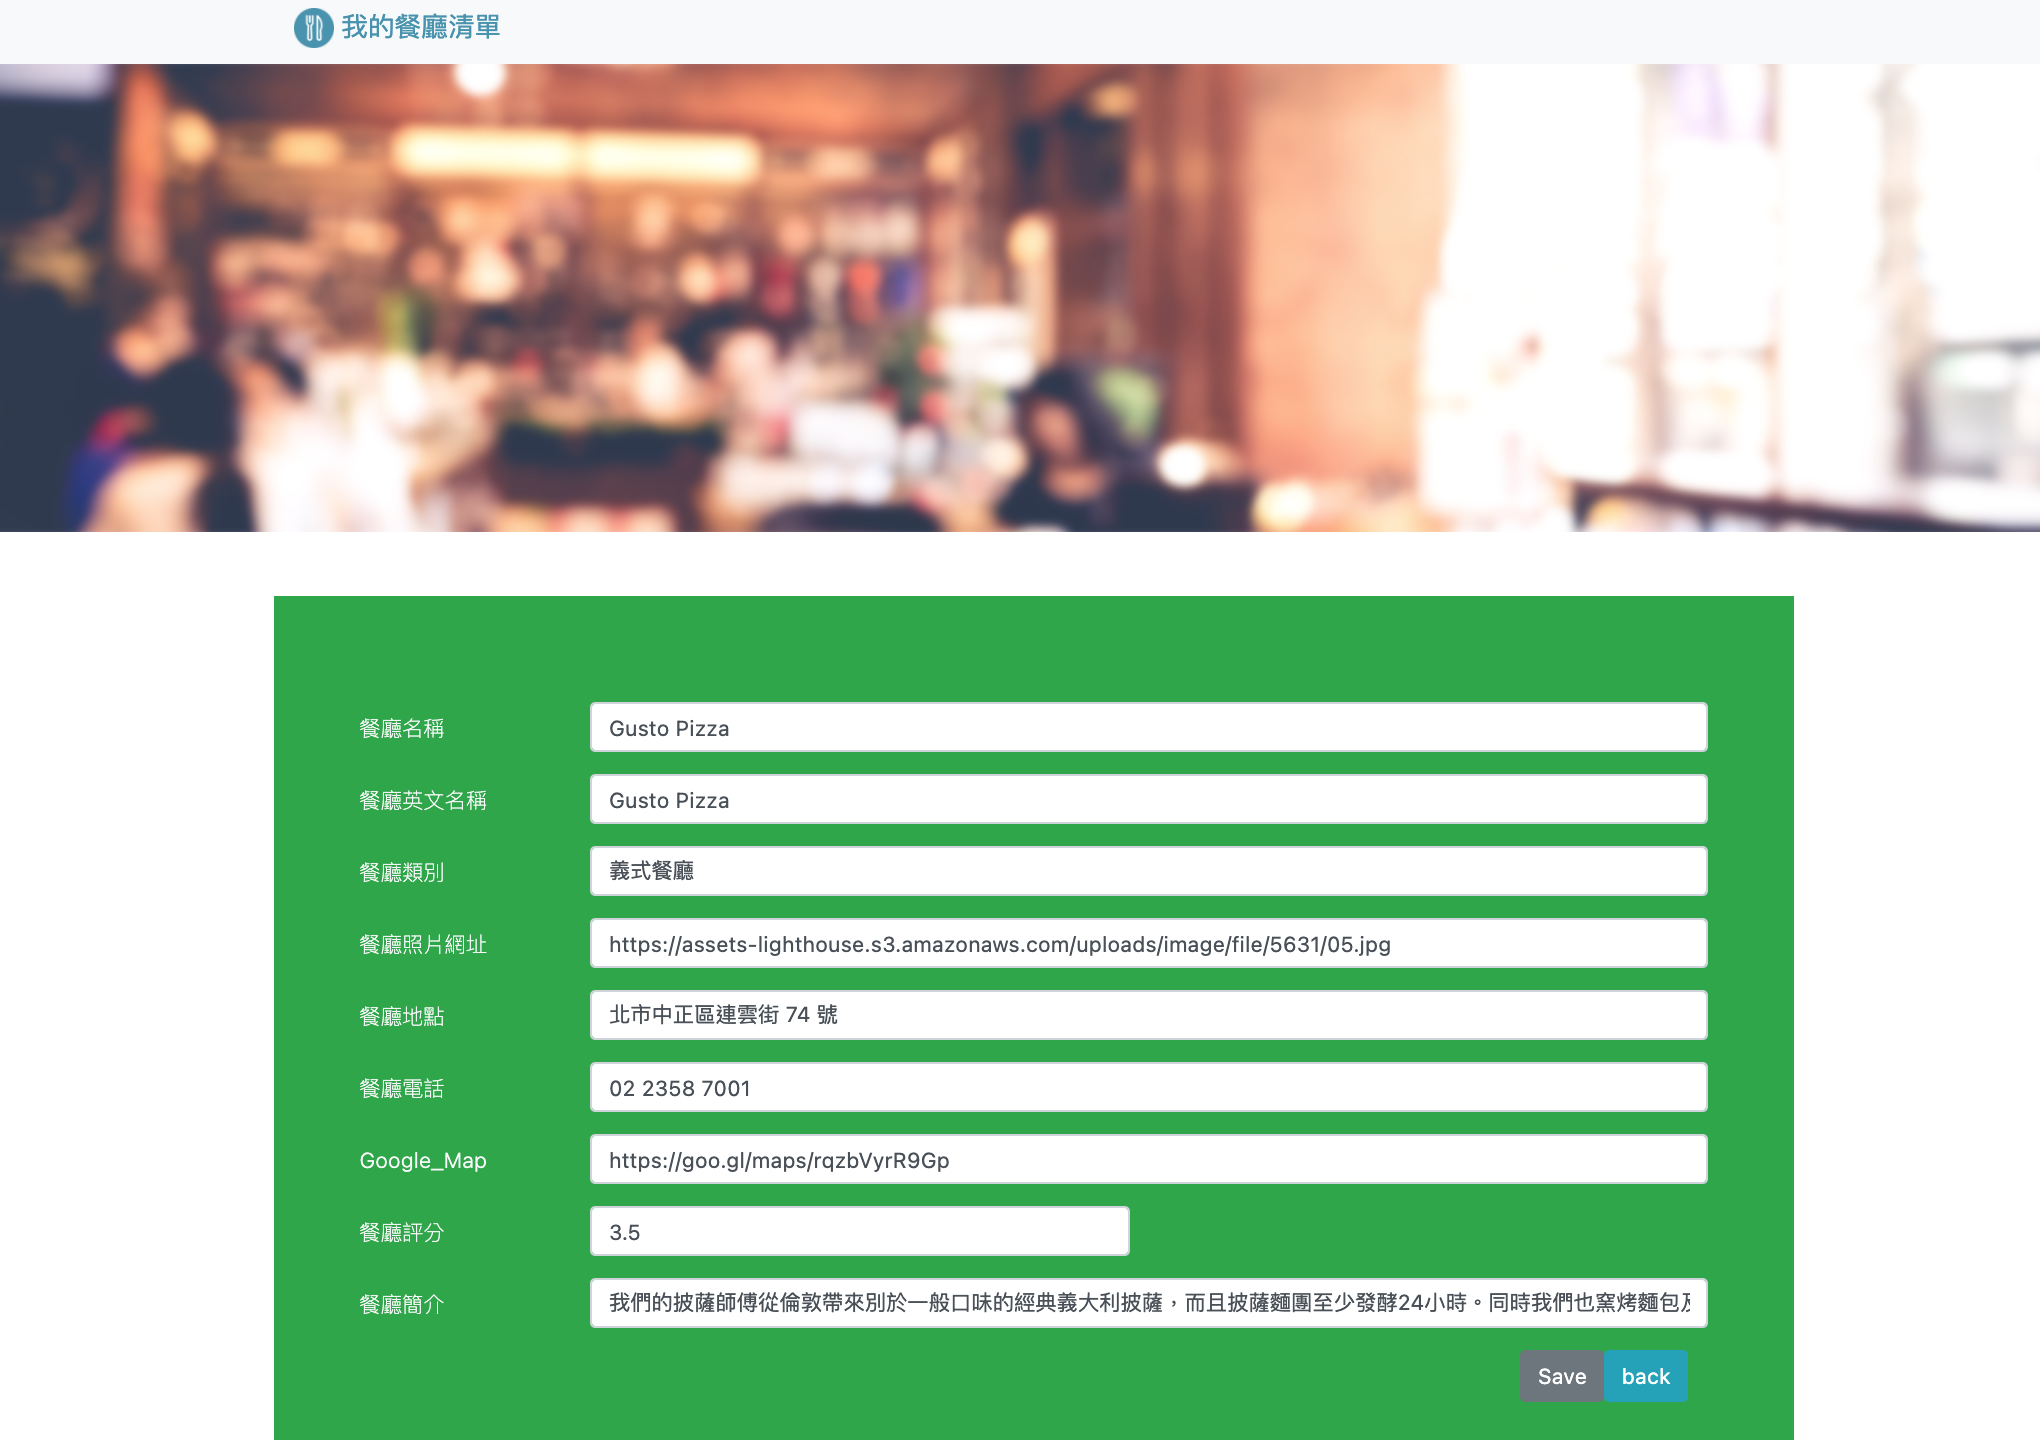 我的餐廳清單
餐廳名稱 Gusto Pizza
餐廳英文名稱 Gusto Pizza
餐廳類別 義式餐廳
餐廳照片網址 https://assets-lighthouse.s3.amazonaws.com/uploads/image/file/5631/05.jpg
餐廳地點 北市中正區連雲街 74 號
餐廳電話 02 2358 7001
Google_Map https://goo.gl/maps/rqzbVyrR9Gp
餐廳評分 3.5
餐廳簡介 我們的披薩師傅從倫敦帶來別於一般口味的經典義大利披薩，而且披薩麵團至少發酵24小時。同時我們也窯烤麵包
Save back